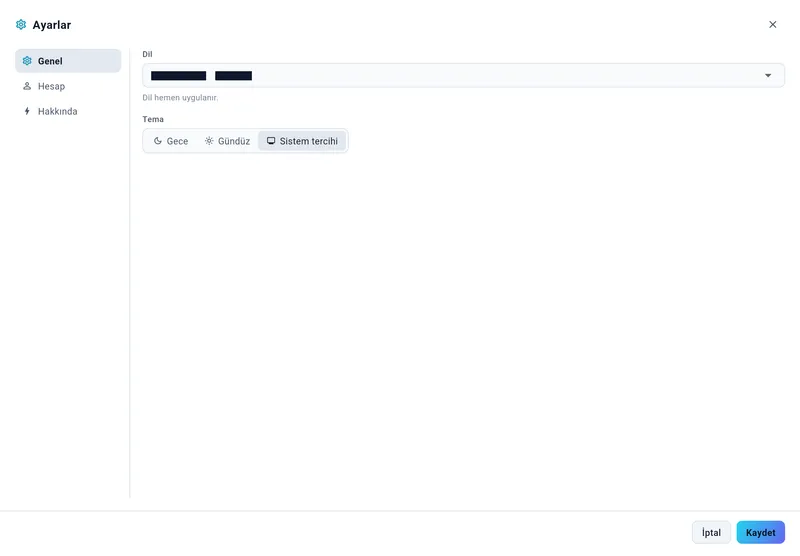 Ayarlar
Genel
Hesap
Hakkında
Dil
Dil hemen uygulanır.
Tema
Gece
Gündüz
Sistem tercihi
İptal
Kaydet